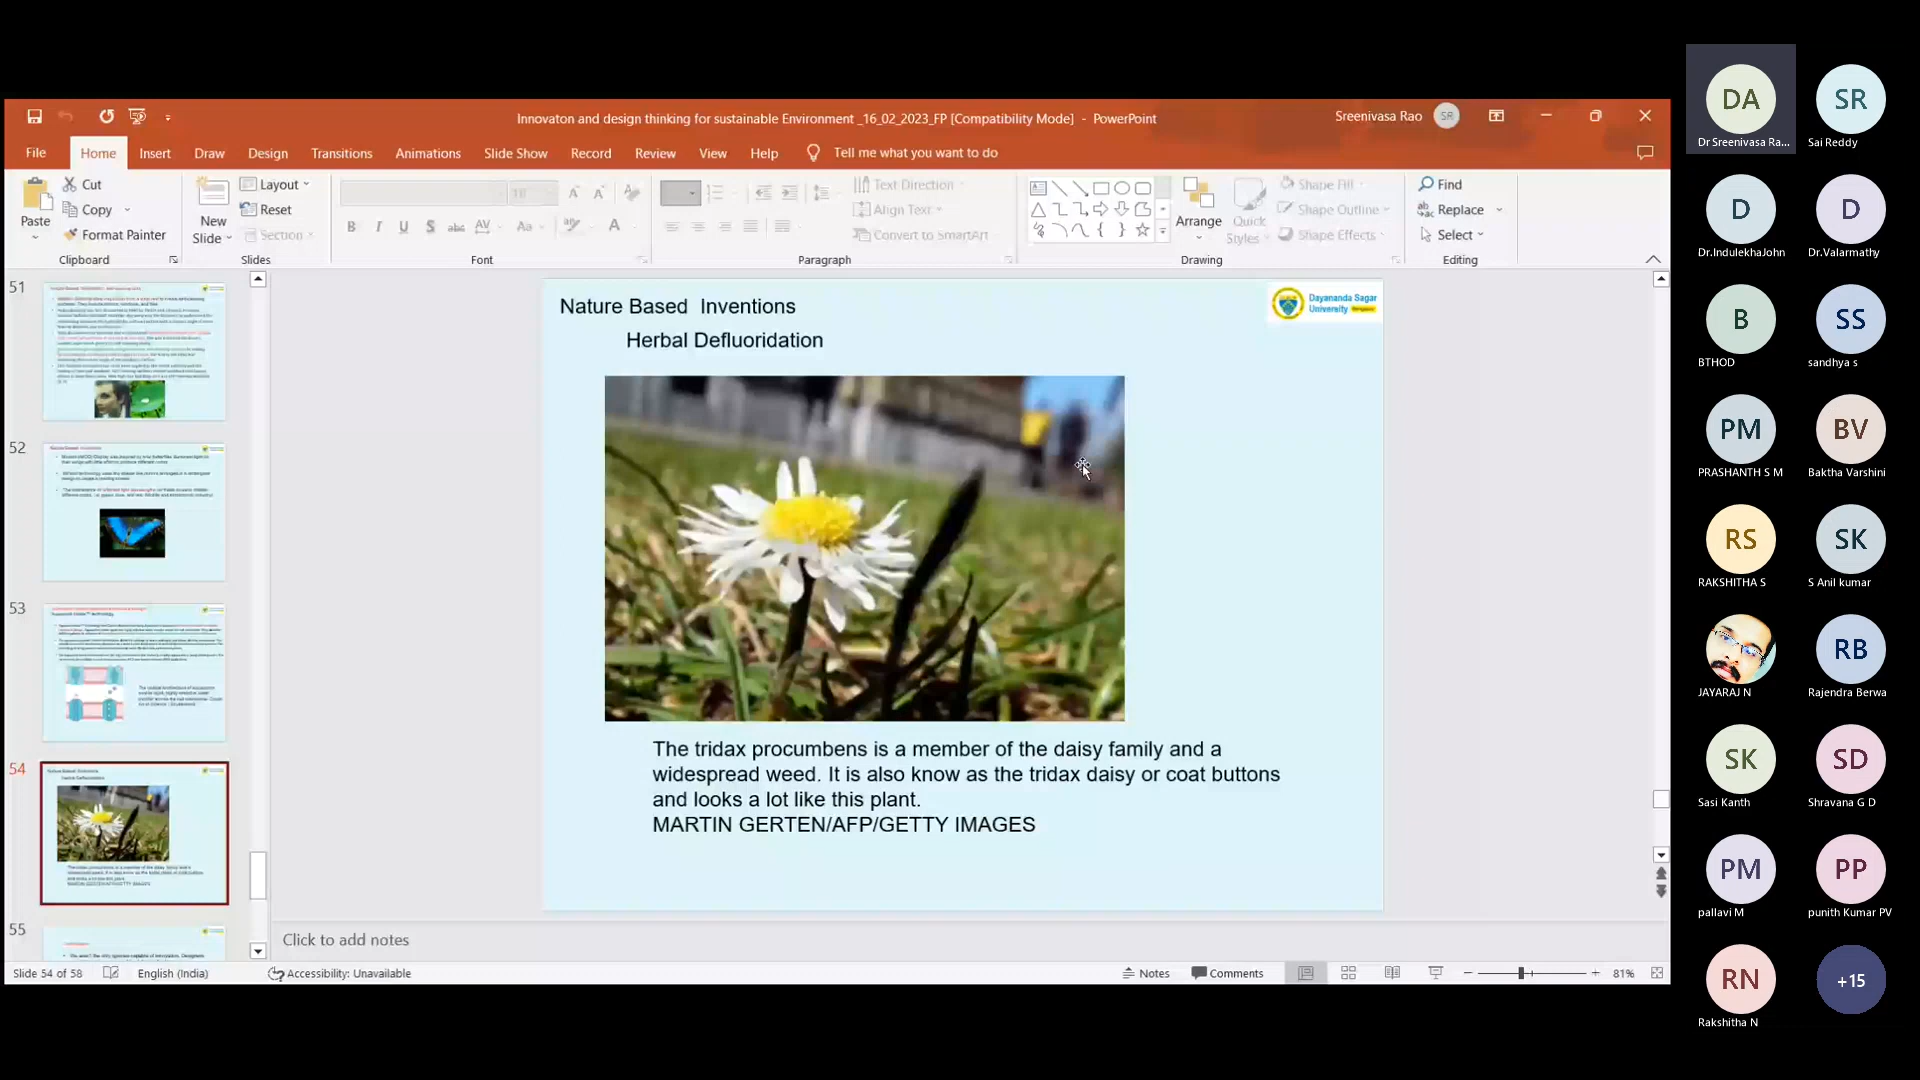 Innovaton and design thinking for sustainable Environment _16_02_2023_FP [Compatibility Mode] - PowerPoint
Sreenivasa Rao
SR
File
Home
Insert
Draw
Design
Transitions
Animations
Slide Show
Record
Review
View
Help
Tell me what you want to do
Paste
Cut
Copy
Format Painter
Clipboard
New Slide
Layout
Reset
Section
Slides
18
Font
Text Direction
Align Text
Convert to SmartArt
Paragraph
Arrange
Quick Styles
Shape Fill
Shape Outline
Shape Effects
Drawing
Find
Replace
Select
Editing
51
52
53
54
55
Nature Based Inventions
Herbal Defluoridation
Dayananda Sagar
University
The tridax procumbens is a member of the daisy family and a
widespread weed. It is also know as the tridax daisy or coat buttons
and looks a lot like this plant.
MARTIN GERTEN/AFP/GETTY IMAGES
Click to add notes
Slide 54 of 58
English (India)
Accessibility: Unavailable
Notes
Comments
81%
DA
Dr Sreenivasa Ra...
SR
Sai Reddy
D
Dr.IndulekhaJohn
D
Dr.Valarmathy
B
BTHOD
SS
sandhya s
PM
PRASHANTH S M
BV
Baktha Varshini
RS
RAKSHITHA S
SK
S Anil kumar
JAYARAJ N
RB
Rajendra Berwa
SK
Sasi Kanth
SD
Shravana G D
PM
pallavi M
PP
punith Kumar PV
RN
Rakshitha N
+15